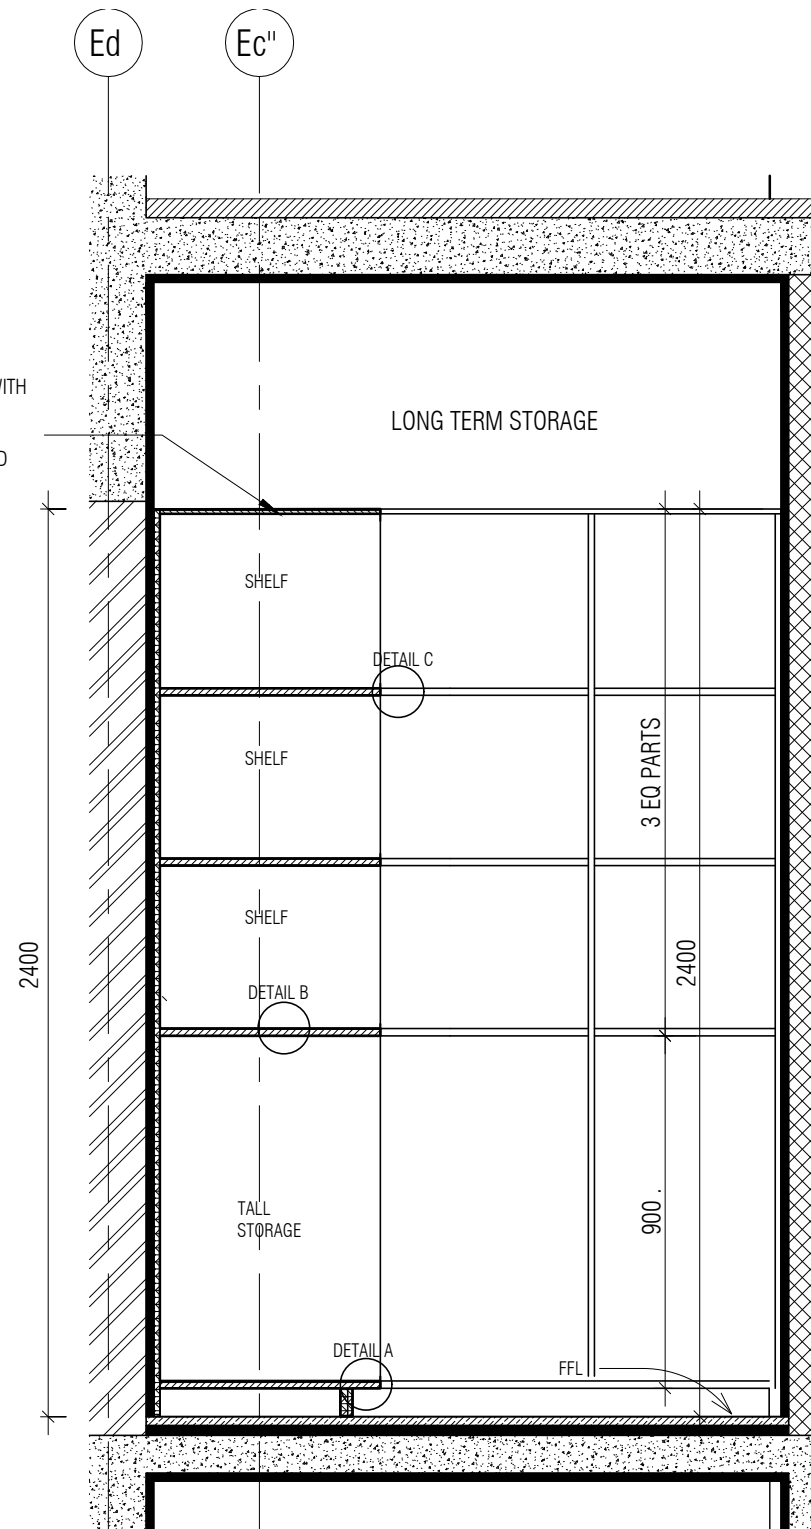 Ed
Ec"
WITH
LONG TERM STORAGE
SHELF
DETAIL C
SHELF
3 EQ PARTS
SHELF
2400
2400
DETAIL B
TALL
STORAGE
900 .
DETAIL A
FFL